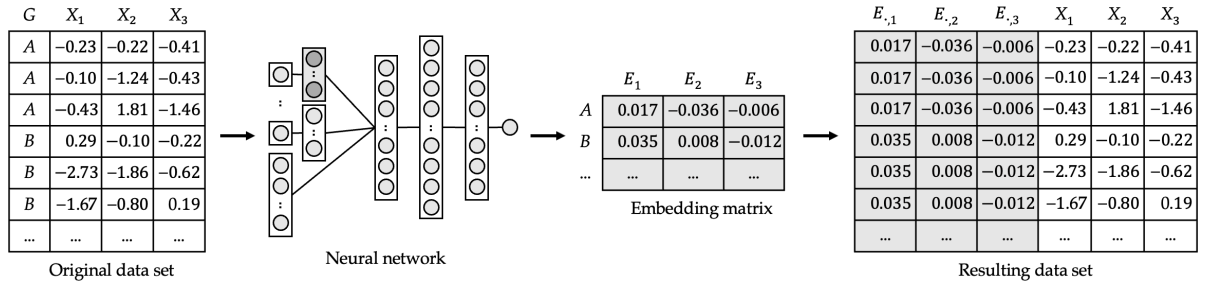 G X₁ X₂ X₃
A −0.23 −0.22 −0.41
A −0.10 −1.24 −0.43
A −0.43 1.81 −1.46
B 0.29 −0.10 −0.22
B −2.73 −1.86 −0.62
B −1.67 −0.80 0.19
... ... ... ...
Original data set
Neural network
E₁ E₂ E₃
A 0.017 −0.036 −0.006
B 0.035 0.008 −0.012
... ... ... ...
Embedding matrix
E.,₁ E.,₂ E.,₃ X₁ X₂ X₃
0.017 −0.036 −0.006 −0.23 −0.22 −0.41
0.017 −0.036 −0.006 −0.10 −1.24 −0.43
0.017 −0.036 −0.006 −0.43 1.81 −1.46
0.035 0.008 −0.012 0.29 −0.10 −0.22
0.035 0.008 −0.012 −2.73 −1.86 −0.62
0.035 0.008 −0.012 −1.67 −0.80 0.19
... ... ... ... ... ...
Resulting data set